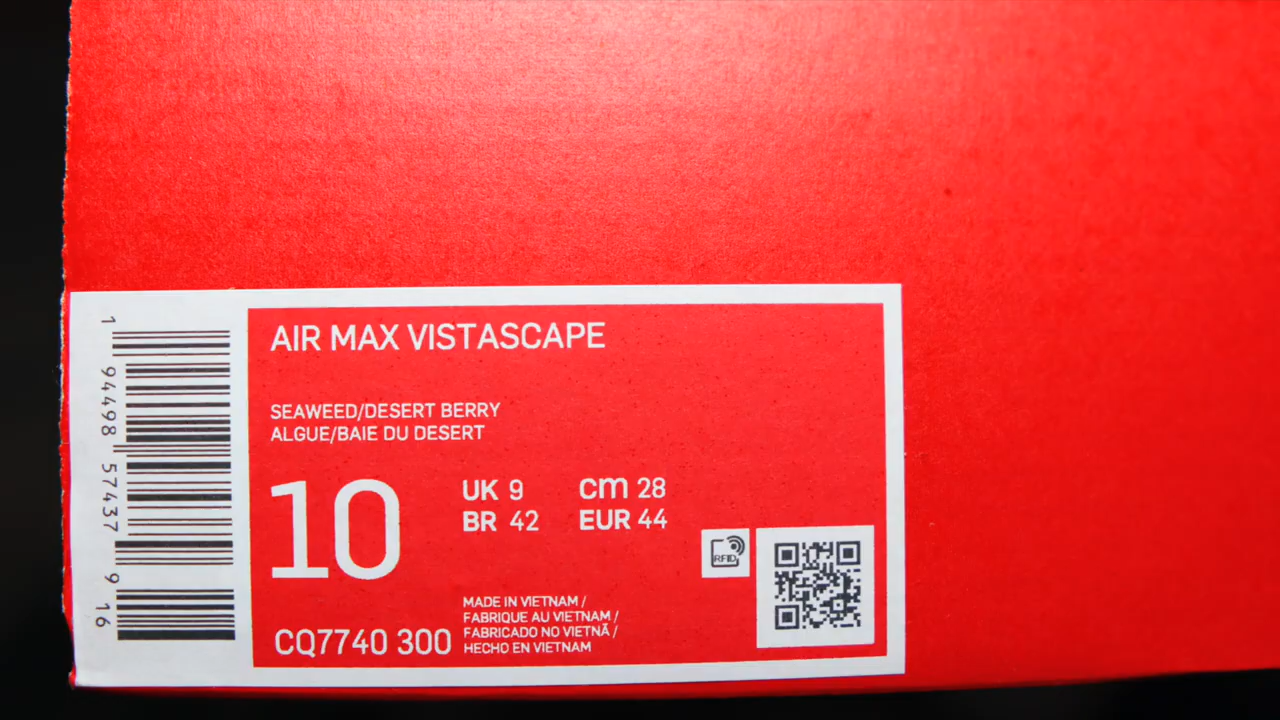 1 94498 57437 9 16
AIR MAX VISTASCAPE
SEAWEED/DESERT BERRY
ALGUE/BAIE DU DESERT
10
UK 9 cm 28
BR 42 EUR 44
RFID
MADE IN VIETNAM /
FABRIQUE AU VIETNAM /
FABRICADO NO VIETNÃ /
HECHO EN VIETNAM
CQ7740 300